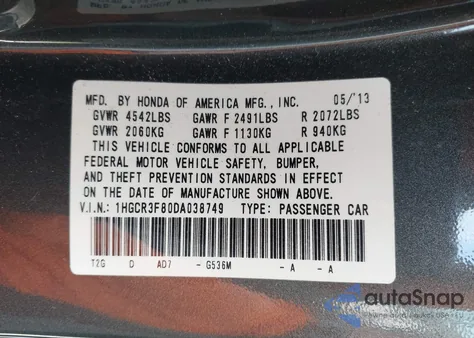 MFD. BY HONDA OF AMERICA MFG., INC. 05/'13
GVWR 4542LBS GAWR F 2491LBS R 2072LBS
GVWR 2060KG GAWR F 1130KG R 940KG
THIS VEHICLE CONFORMS TO ALL APPLICABLE
FEDERAL MOTOR VEHICLE SAFETY, BUMPER,
AND THEFT PREVENTION STANDARDS IN EFFECT
ON THE DATE OF MANUFACTURE SHOWN ABOVE.
V.I.N.: 1HGCR3F80DA038749 TYPE: PASSENGER CAR
T2G D AD7 - G536M - A - A
autoSnap